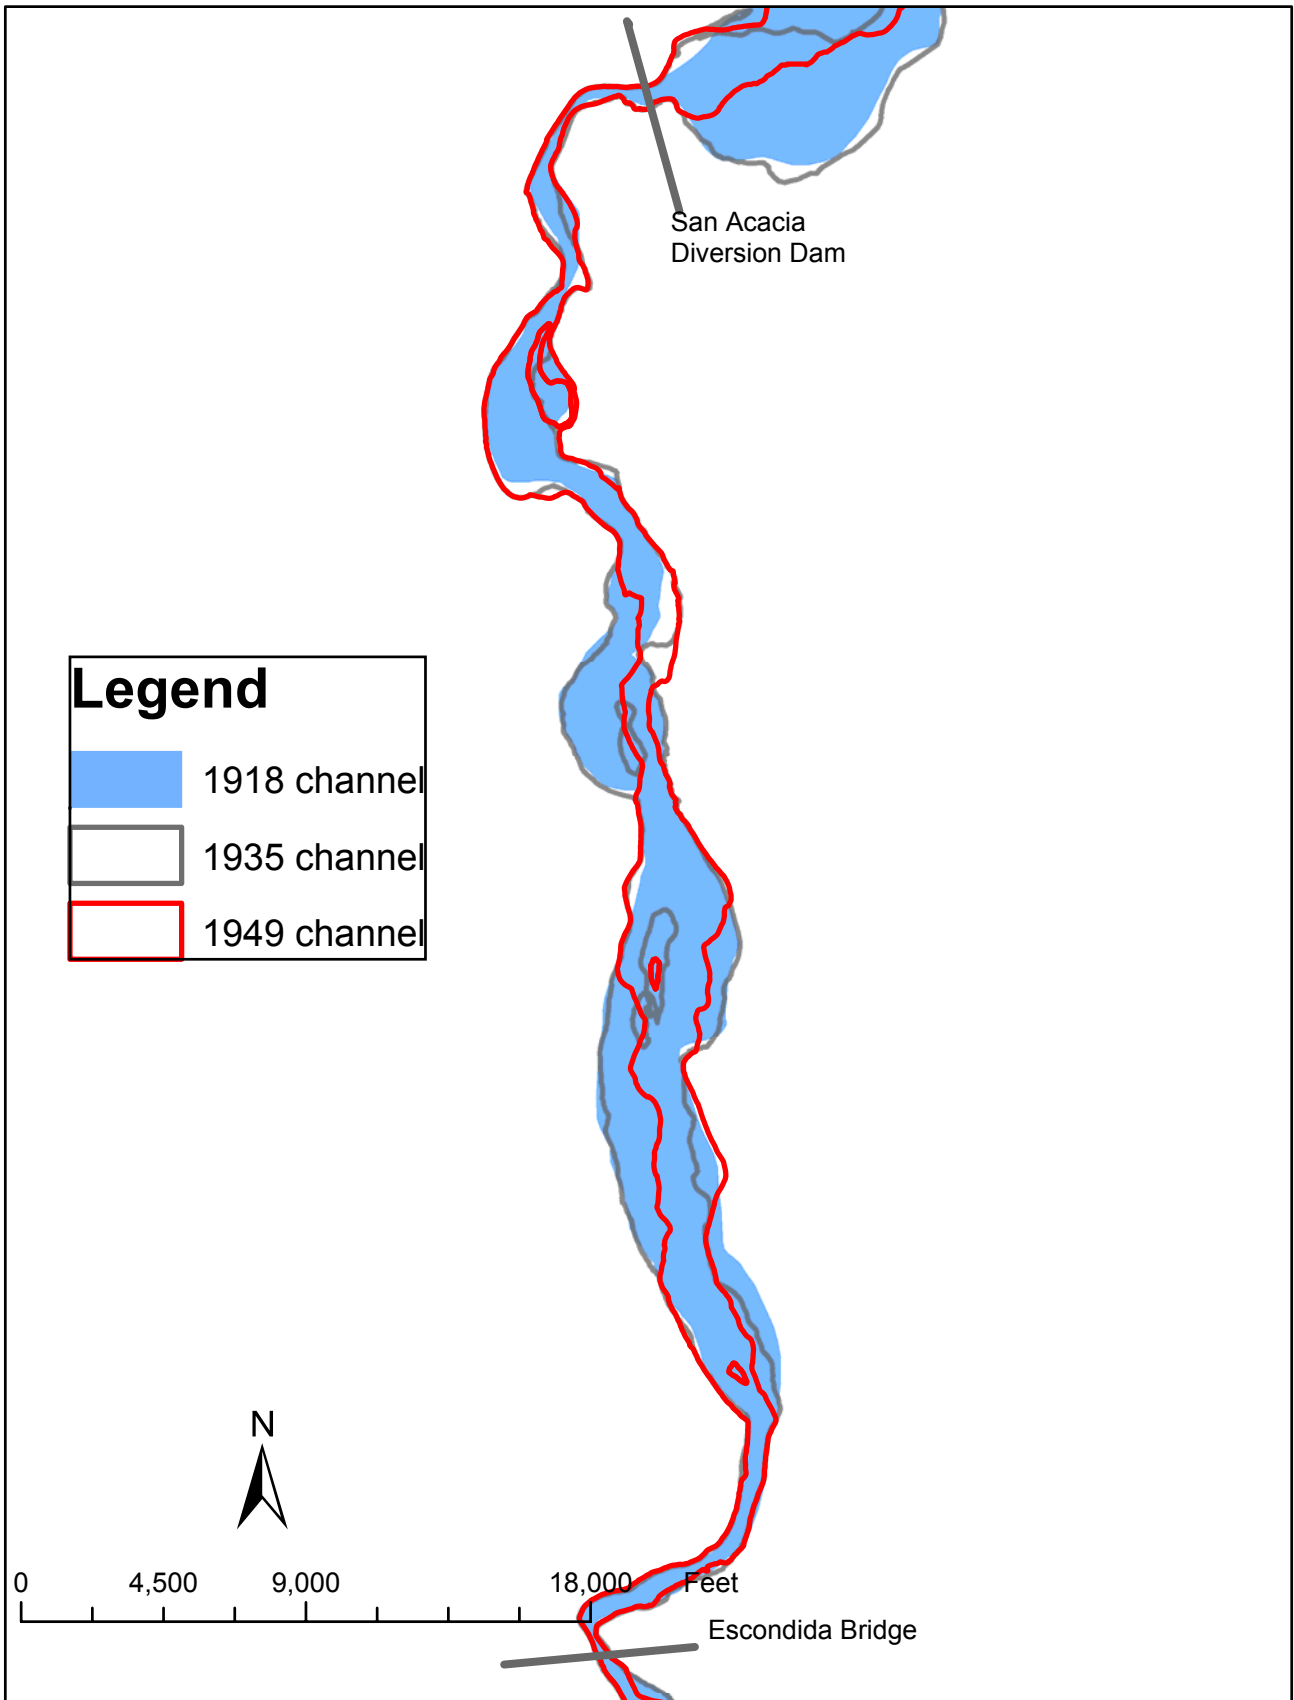 San Acacia
Diversion Dam
Legend
1918 channel
1935 channel
1949 channel
N
0 4,500 9,000 18,000 Feet
Escondida Bridge